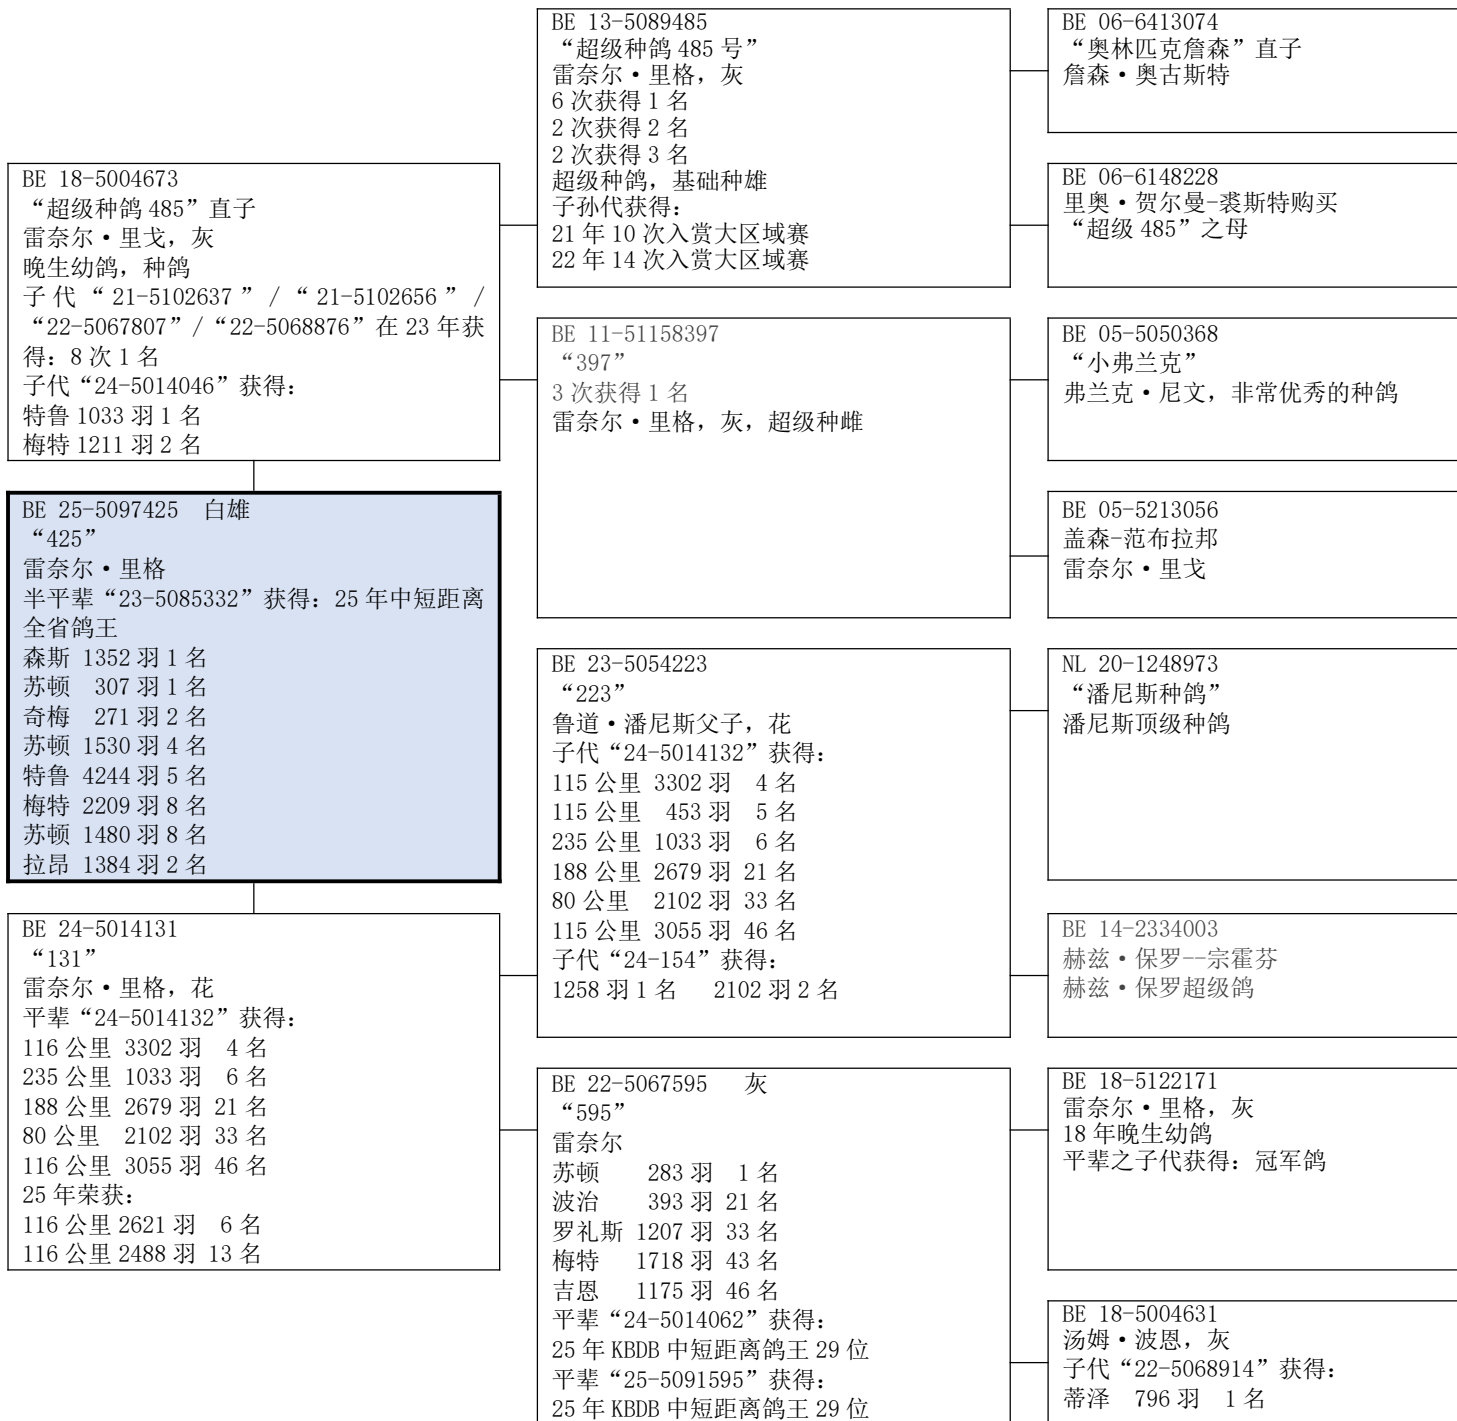 BE 18-5004673
“超级种鸽 485”直子
雷奈尔·里戈，灰
晚生幼鸽，种鸽
子代“21-5102637”/“21-5102656”/
“22-5067807”/“22-5068876”在 23 年获
得：8 次 1 名
子代“24-5014046”获得：
特鲁 1033 羽 1 名
梅特 1211 羽 2 名
BE 25-5097425 白雄
“425”
雷奈尔·里格
半平辈“23-5085332”获得：25 年中短距离
全省鸽王
森斯 1352 羽 1 名
苏顿 307 羽 1 名
奇梅 271 羽 2 名
苏顿 1530 羽 4 名
特鲁 4244 羽 5 名
梅特 2209 羽 8 名
苏顿 1480 羽 8 名
拉昂 1384 羽 2 名
BE 24-5014131
“131”
雷奈尔·里格，花
平辈“24-5014132”获得：
116 公里 3302 羽 4 名
235 公里 1033 羽 6 名
188 公里 2679 羽 21 名
80 公里 2102 羽 33 名
116 公里 3055 羽 46 名
25 年荣获：
116 公里 2621 羽 6 名
116 公里 2488 羽 13 名
BE 13-5089485
“超级种鸽 485 号”
雷奈尔·里格，灰
6 次获得 1 名
2 次获得 2 名
2 次获得 3 名
超级种鸽，基础种雄
子孙代获得：
21 年 10 次入赏大区域赛
22 年 14 次入赏大区域赛
BE 11-51158397
“397”
3 次获得 1 名
雷奈尔·里格，灰，超级种雌
BE 23-5054223
“223”
鲁道·潘尼斯父子，花
子代“24-5014132”获得：
115 公里 3302 羽 4 名
115 公里 453 羽 5 名
235 公里 1033 羽 6 名
188 公里 2679 羽 21 名
80 公里 2102 羽 33 名
115 公里 3055 羽 46 名
子代“24-154”获得：
1258 羽 1 名 2102 羽 2 名
BE 22-5067595 灰
“595”
雷奈尔
苏顿 283 羽 1 名
波治 393 羽 21 名
罗礼斯 1207 羽 33 名
梅特 1718 羽 43 名
吉恩 1175 羽 46 名
平辈“24-5014062”获得：
25 年 KBDB 中短距离鸽王 29 位
平辈“25-5091595”获得：
25 年 KBDB 中短距离鸽王 29 位
BE 06-6413074
“奥林匹克詹森”直子
詹森·奥古斯特
BE 06-6148228
里奥·贺尔曼-裘斯特购买
“超级 485”之母
BE 05-5050368
“小弗兰克”
弗兰克·尼文，非常优秀的种鸽
BE 05-5213056
盖森-范布拉邦
雷奈尔·里戈
NL 20-1248973
“潘尼斯种鸽”
潘尼斯顶级种鸽
BE 14-2334003
赫兹·保罗--宗霍芬
赫兹·保罗超级鸽
BE 18-5122171
雷奈尔·里格，灰
18 年晚生幼鸽
平辈之子代获得：冠军鸽
BE 18-5004631
汤姆·波恩，灰
子代“22-5068914”获得：
蒂泽 796 羽 1 名